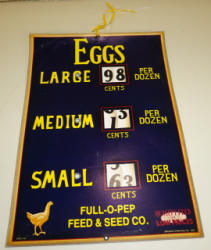 EGGS
LARGE 98 PER DOZEN
CENTS
MEDIUM PER DOZEN
CENTS
SMALL 63 PER DOZEN
CENTS
FULL-O-PEP
FEED & SEED CO.